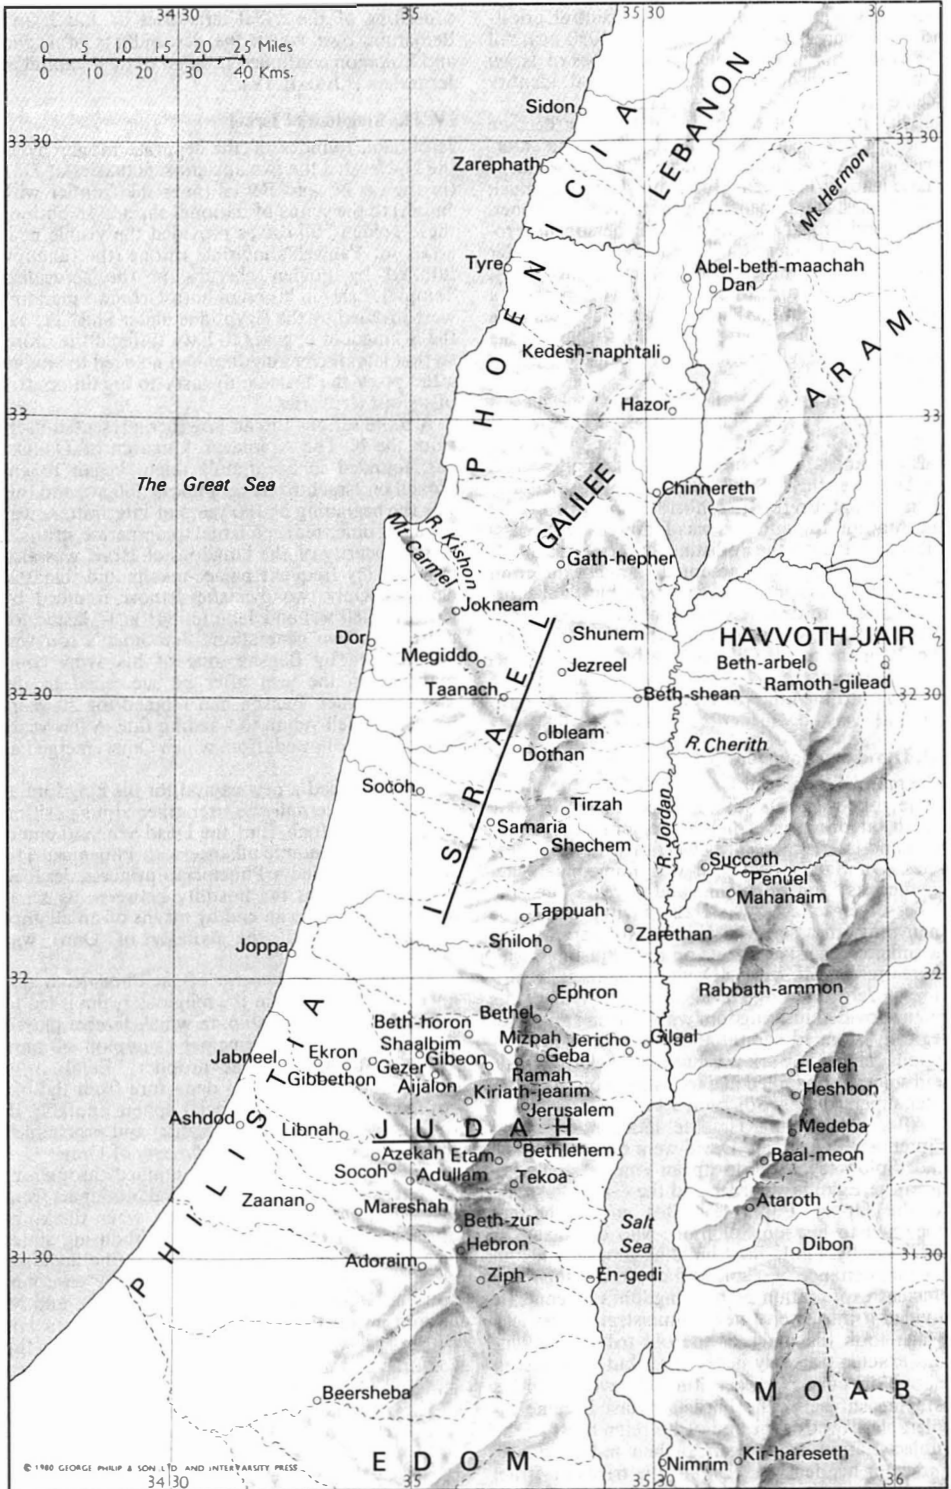 34:30 35 35:30 36
0 5 10 15 20 25 Miles
0 10 20 30 40 Kms.
Sidon
33:30 33:30
Zarephath
LEBANON
Mt Hermon
PHOENICIA
Tyre
Abel-beth-maachah
Dan
ARAM
Kedesh-naphtali
Hazor
33 33
The Great Sea
Chinnereth
GALILEE
R. Kishon
Mt Carmel
Gath-hepher
Jokneam
Dor
Shunem
HAVVOTH-JAIR
Megiddo
Jezreel
Beth-arbel
Ramoth-gilead
Taanach
Beth-shean
32:30 32:30
ISRAEL
Ibleam
Dothan
R. Cherith
Socoh
Tirzah
Samaria
Shechem
R. Jordan
Succoth
Penuel
Mahanaim
Tappuah
Zarethan
Shiloh
Joppa
32 32
Ephron
Rabbath-ammon
Bethel
Beth-horon
Mizpah
Jericho
Gilgal
Shaalbim
Jabneel
Ekron
Gibeon
Geba
Gibbethon
Gezer
Ramah
Aijalon
Elealeh
Heshbon
Kiriath-jearim
Jerusalem
PHILISTIA
Ashdod
Libnah
JUDAH
Medeba
Bethlehem
Azekah
Etam
Baal-meon
Socoh
Adullam
Tekoa
Zaanan
Mareshah
Ataroth
Beth-zur
Salt
Sea
Hebron
Dibon
31:30 31:30
Adoraim
Ziph
En-gedi
Beersheba
MOAB
EDOM
Kir-hareseth
Nimrim
© 1980 GEORGE PHILIP & SON LTD AND INTERVARSITY PRESS
34:30 35 35:30 36